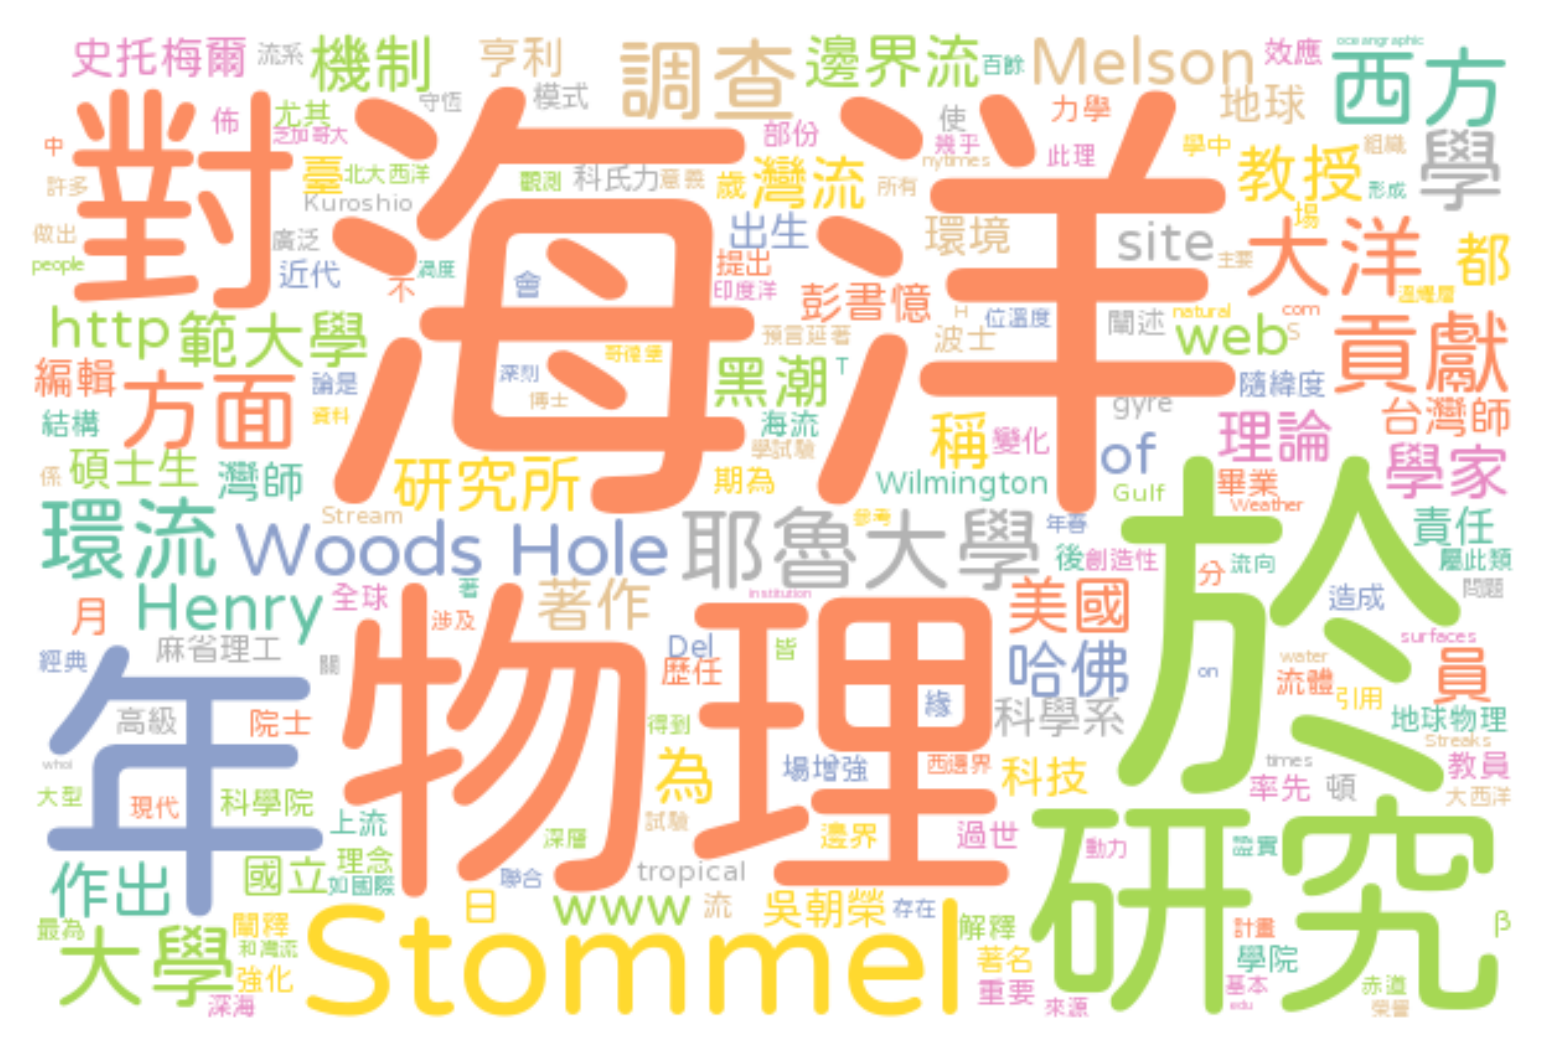 史托梅爾 流系 機制 亨利 調查 邊界流 百餘 Melson 效應 oceanographic 西方
守恆 模式 尤其 佈 芝加哥大 部份 使 力學 地球
對 海洋
中 幾乎 此理 學中 組織 學
許多 臺 北大西洋 觀測 科氏力 意義 歲 灣流 所有 nytimes 教授 形成
Kuroshio 場
做出 廣泛 出生 環境 site 主要 大洋 都
people 近代 不 渦度 會 提出 印度洋 溫躍層
http 範大學 彭書憶 H 位溫度 闡述 natural com web S 貢獻
預言延著 波士
編輯 方面 論是 深刻 哥德堡 黑潮 T 隨緯度
博士 gyre
結構 資料 海流 稱 變化 理論 台灣師
係 碩士生 灣師 研究所 學試驗 期為 Wilmington of Gulf 畢業 學家
環流 Stream Woods Hole 耶魯大學 參考 年春 Weather 責任
後 創造性 分 流向 屬此類
月 Henry 全球 著 涉及 著作 institution 美國 於 造成 問題
經典 麻省理工 關 物理 Del 歷任 皆 哈佛 on water surfaces 員
流體 引用
年 高級 院士 得到 緣 科學系 地球物理
whoi Streaks
大型 現代 科學院 為 場增強 西邊界 科技 times 率先 頓 教員 大西洋
上流 深層 試驗 邊界 過世 動力 證實
作出 國立 理念 如國際 聯合 tropical 研究
最為 大學 闡釋 和灣流 Stommel 日 www 流 吳朝榮 存在 解釋 計畫 β
強化 著名 學院
深海 重要 來源 基本 edu 赤道 榮譽